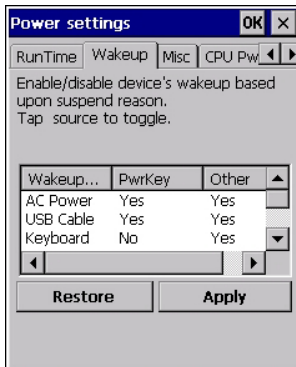 Power settings OK ×
RunTime Wakeup Misc CPU Pw
Enable/disable device's wakeup based
upon suspend reason.
Tap source to toggle.
Wakeup... PwrKey Other
AC Power Yes Yes
USB Cable Yes Yes
Keyboard No Yes
Restore Apply